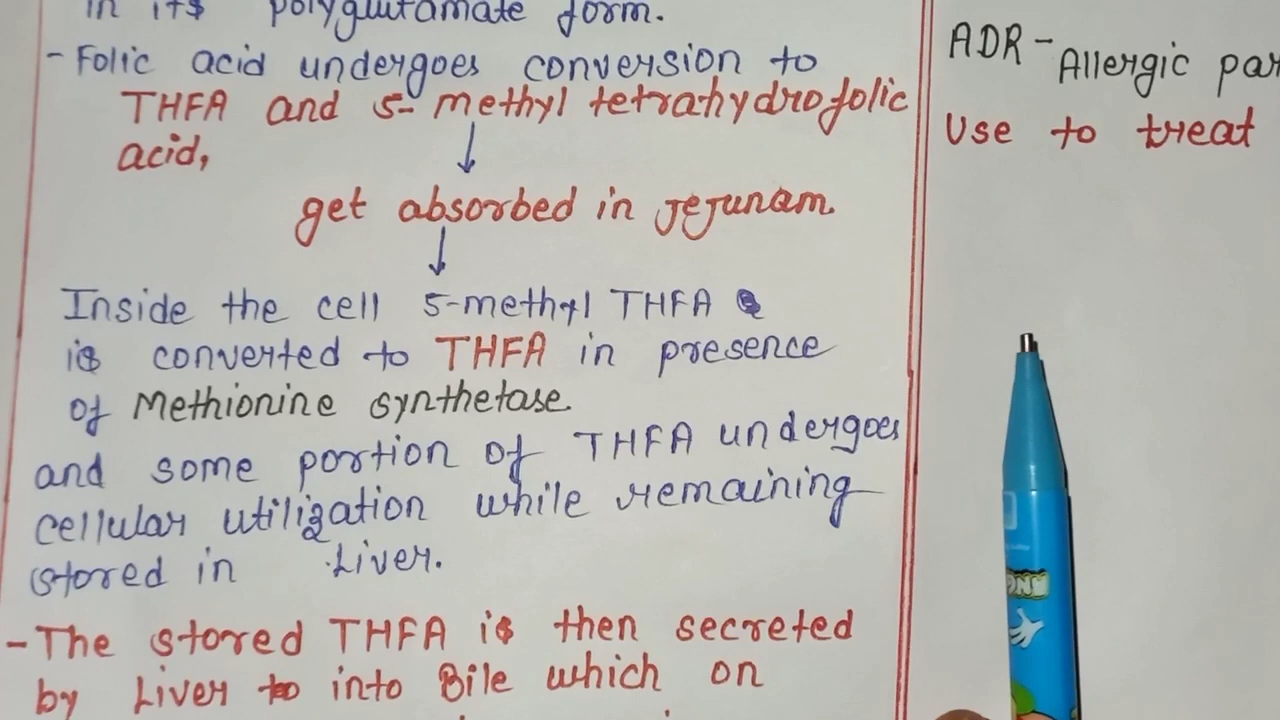 in its polyglutamate form.
- Folic acid undergoes conversion to
THFA and 5-methyl tetrahydrofolic
acid,
get absorbed in Jejunam.
Inside the cell 5-methyl THFA
is converted to THFA in presence
of Methionine synthetase.
and some portion of THFA undergoes
cellular utilization while remaining
stored in Liver.
- The stored THFA is then secreted
by Liver to into Bile which on
ADR - Allergic
Use to treat